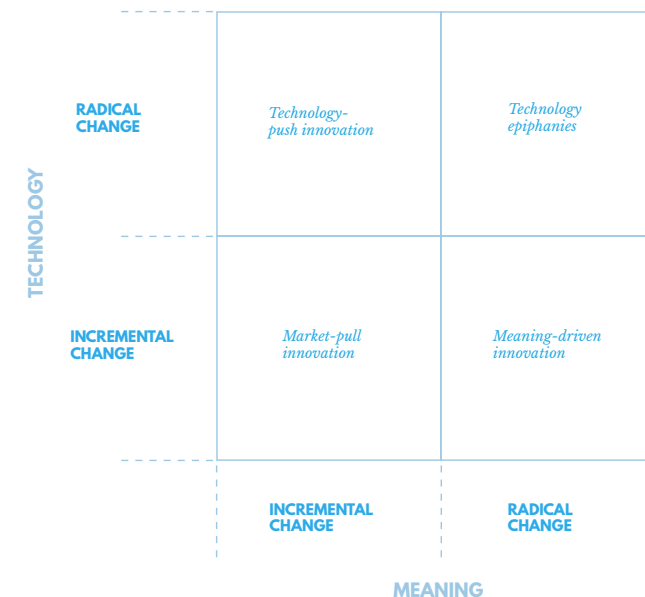 RADICAL
CHANGE
Technology-
push innovation
Technology
epiphanies
TECHNOLOGY
INCREMENTAL
CHANGE
Market-pull
innovation
Meaning-driven
innovation
INCREMENTAL
CHANGE
RADICAL
CHANGE
MEANING